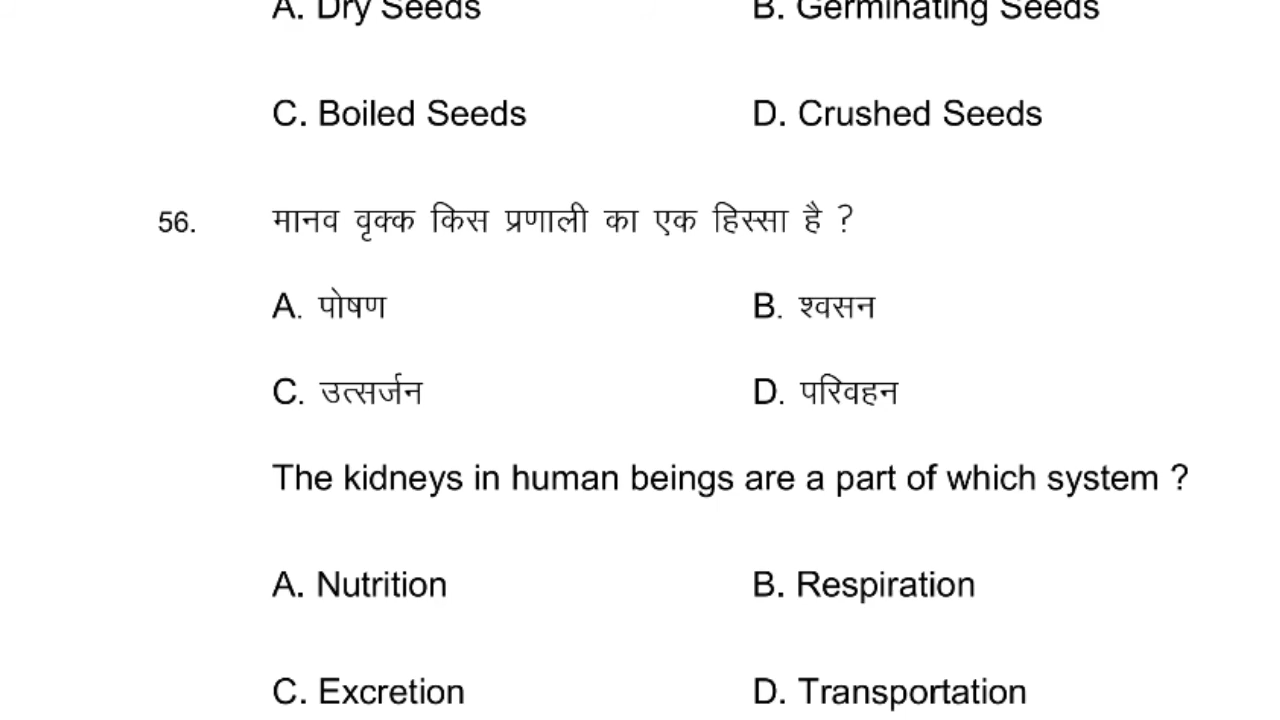 A. Dry Seeds B. Germinating Seeds
C. Boiled Seeds D. Crushed Seeds
56. मानव वृक्क किस प्रणाली का एक हिस्सा है ?
A. पोषण B. श्वसन
C. उत्सर्जन D. परिवहन
The kidneys in human beings are a part of which system ?
A. Nutrition B. Respiration
C. Excretion D. Transportation